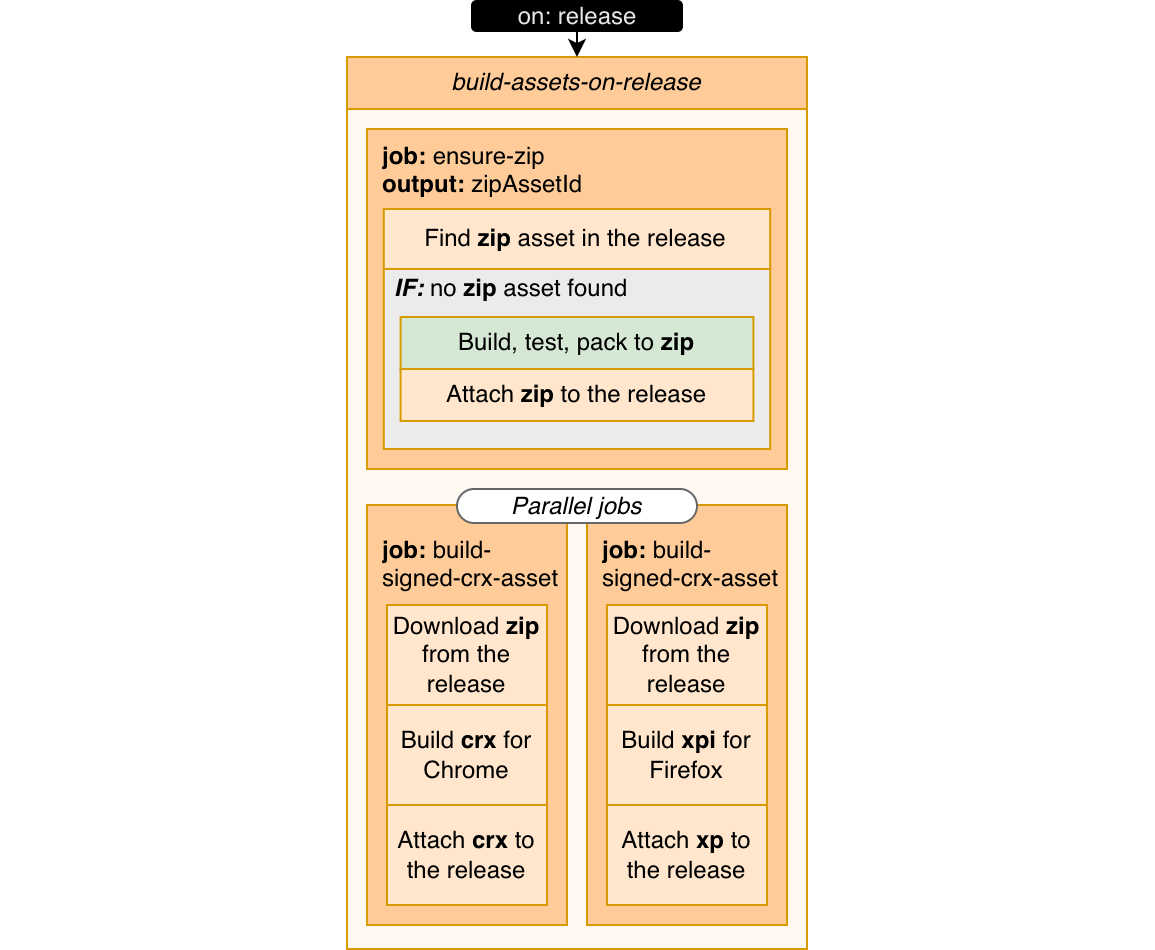 on: release
build-assets-on-release
job: ensure-zip
output: zipAssetId
Find zip asset in the release
IF: no zip asset found
Build, test, pack to zip
Attach zip to the release
Parallel jobs
job: build-
signed-crx-asset
Download zip
from the
release
Build crx for
Chrome
Attach crx to
the release
job: build-
signed-crx-asset
Download zip
from the
release
Build xpi for
Firefox
Attach xp to
the release